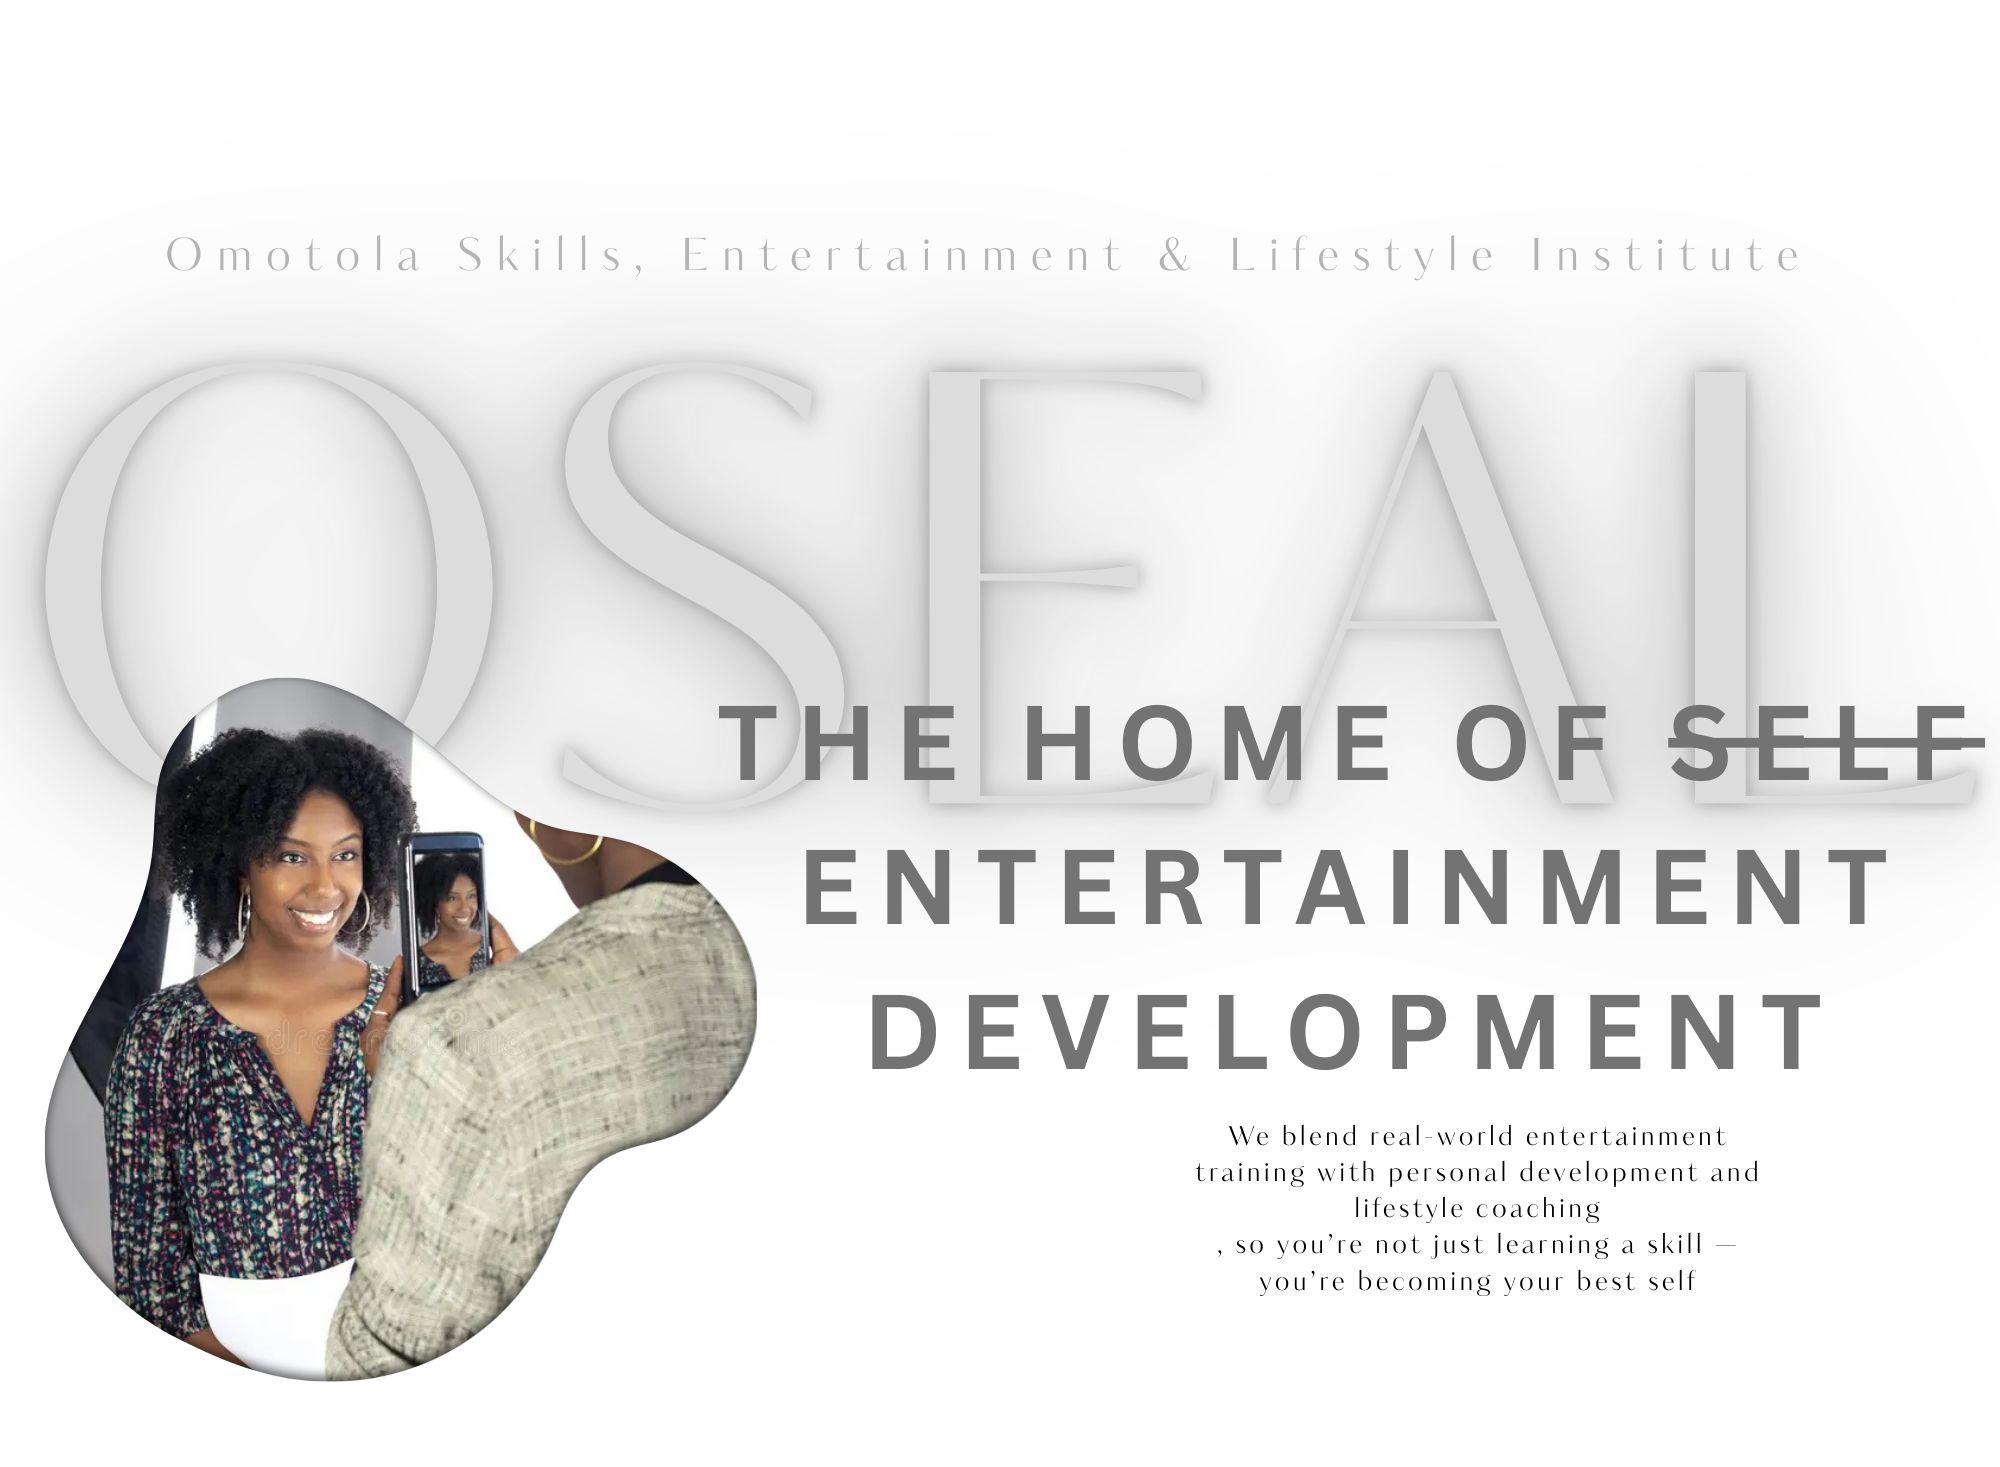 Omotola Skills, Entertainment & Lifestyle Institute
OSEAL
THE HOME OF SELF
ENTERTAINMENT
DEVELOPMENT
We blend real-world entertainment
training with personal development and
lifestyle coaching
, so you’re not just learning a skill —
you’re becoming your best self
dreamstime